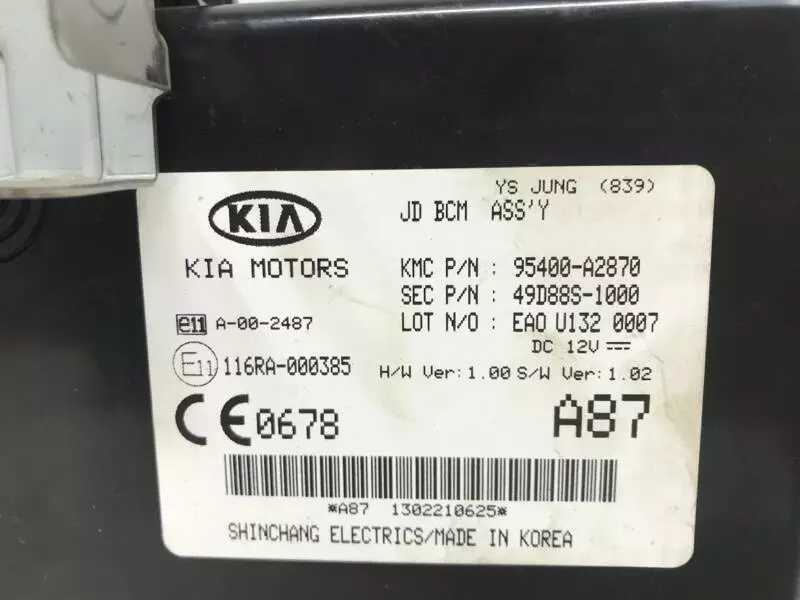 YS JUNG (839)
KIA
JD BCM ASS'Y
KIA MOTORS
KMC P/N : 95400-A2870
SEC P/N : 49D88S-1000
e11 A-00-2487
LOT N/O : EAO U132 0007
DC 12V
E11 116RA-000385
H/W Ver: 1.00 S/W Ver: 1.02
CE 0678
A87
*A87 1302210625*
SHINCHANG ELECTRICS/MADE IN KOREA